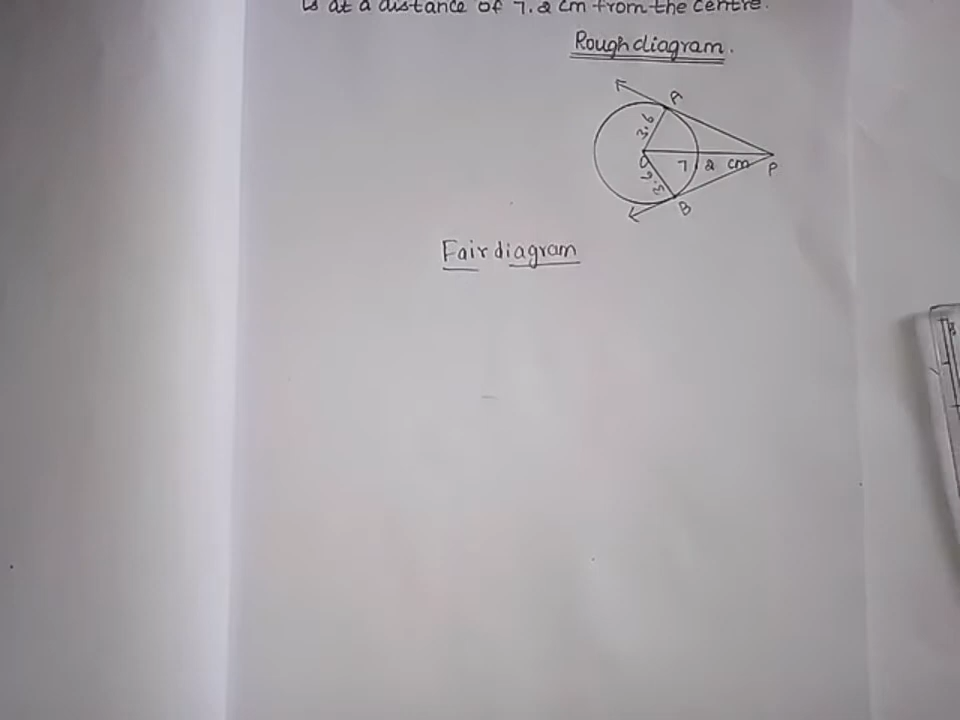 is at a distance of 7.2 cm from the centre.
Rough diagram.
A
3.6
O
7.2 cm
P
3.6
B
Fair diagram